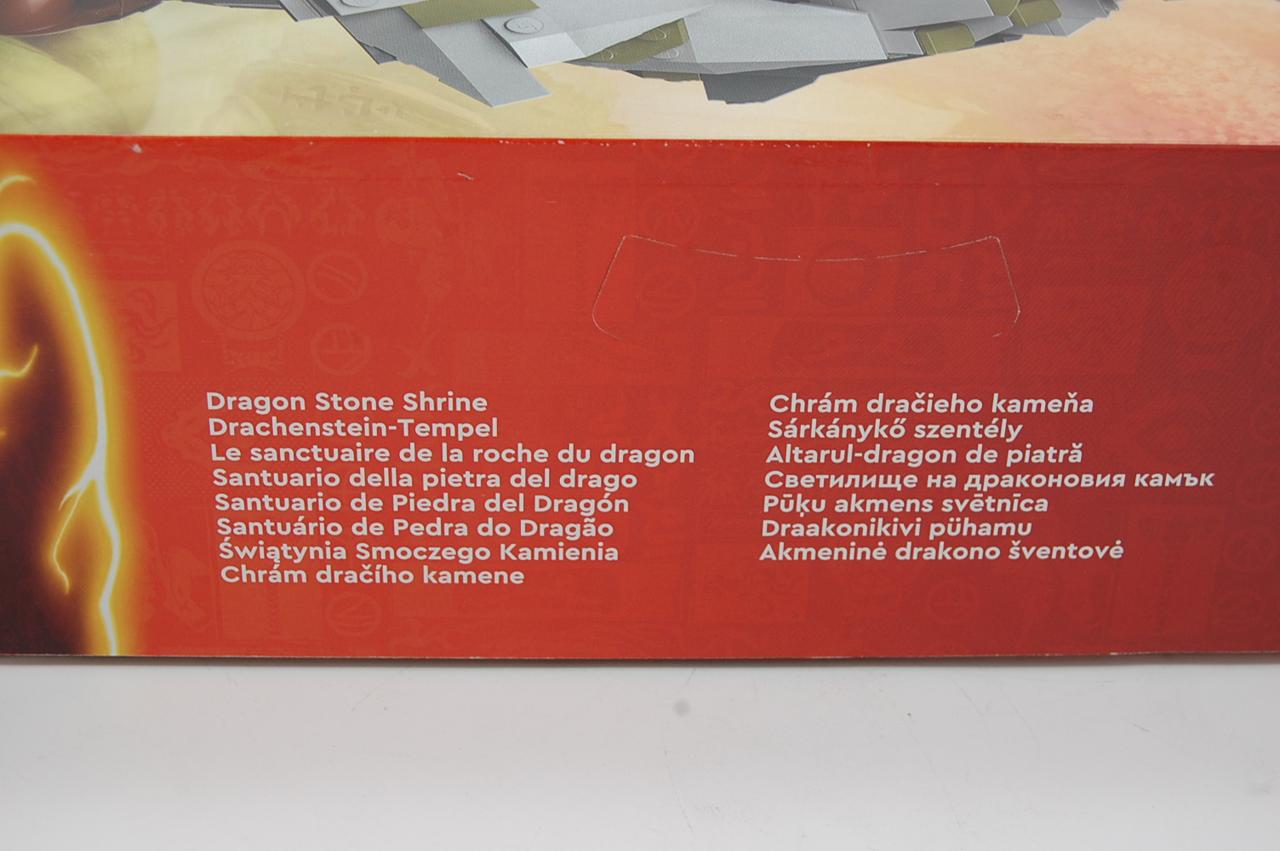 Dragon Stone Shrine
Drachenstein-Tempel
Le sanctuaire de la roche du dragon
Santuario della pietra del drago
Santuario de Piedra del Dragón
Santuário de Pedra do Dragão
Świątynia Smoczego Kamienia
Chrám dračího kamene
Chrám dračieho kameňa
Sárkánykő szentély
Altarul-dragon de piatră
Светилище на драконовия камък
Pūķu akmens svētnīca
Draakonikivi pühamu
Akmeninė drakono šventovė